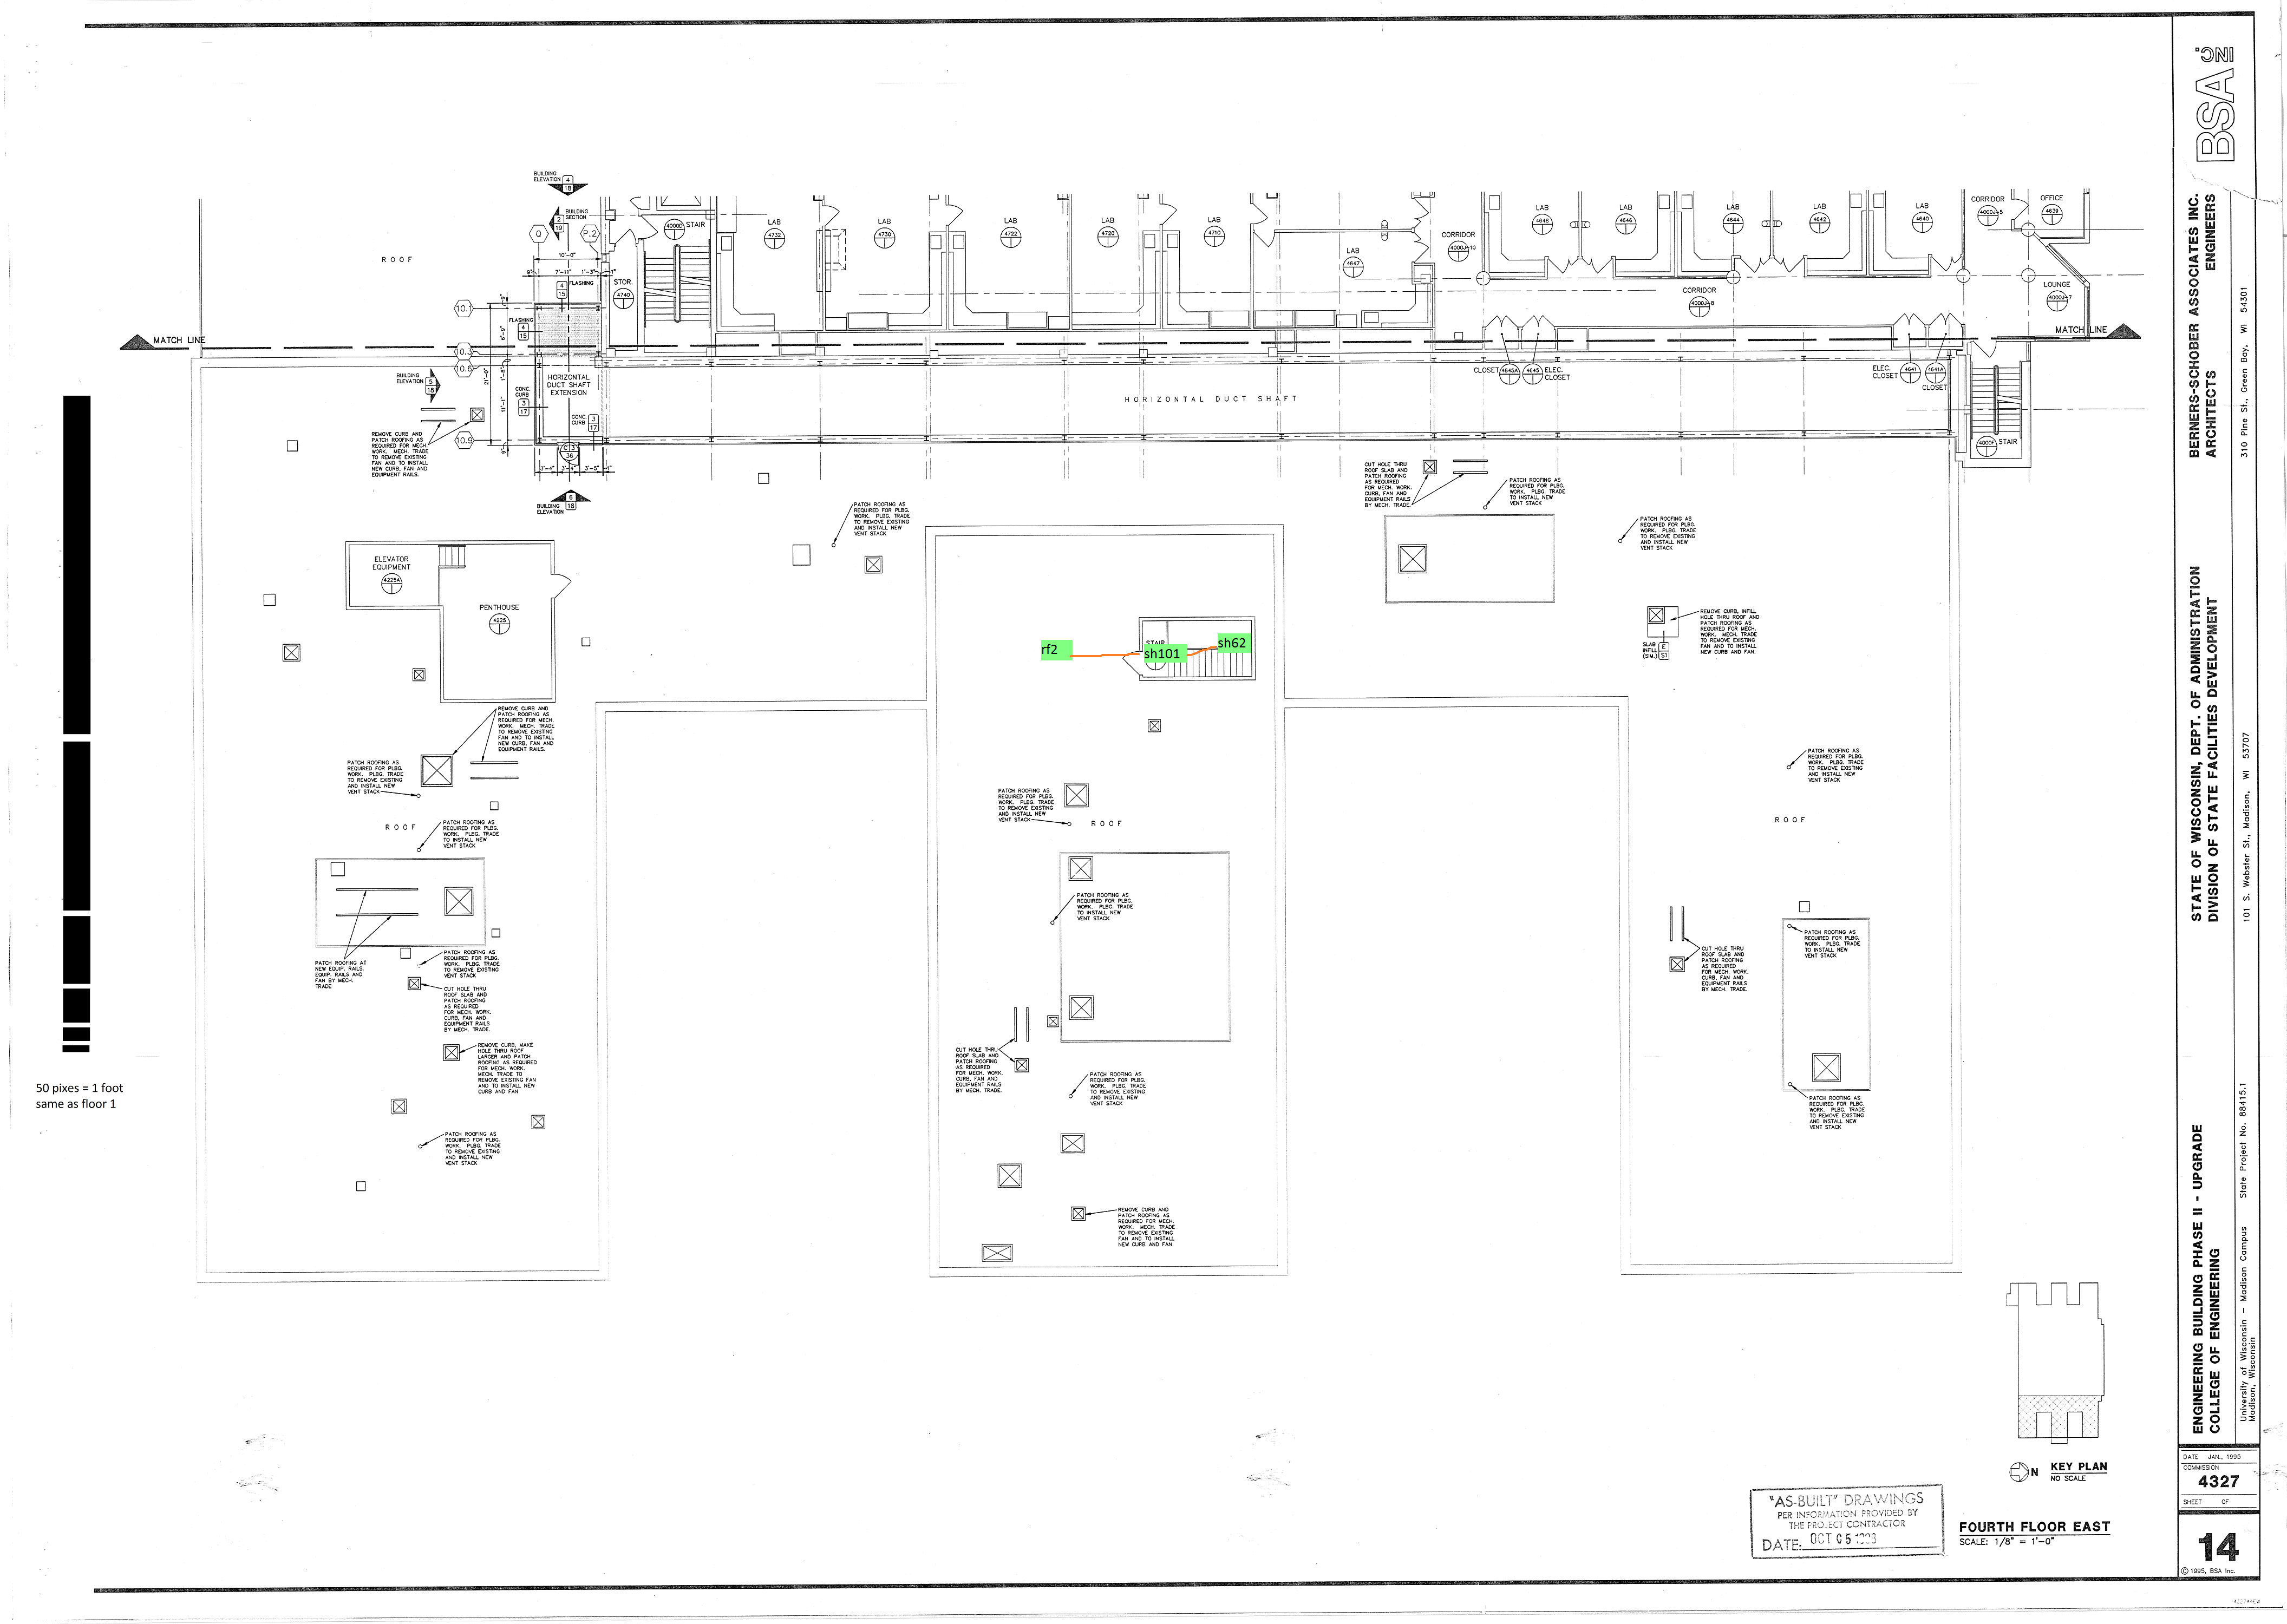 BSA INC.
BERNERS-SCHOBER ASSOCIATES INC.
ARCHITECTS ENGINEERS
310 Pine St., Green Bay, WI 54301
STATE OF WISCONSIN, DEPT. OF ADMINISTRATION
DIVISION OF STATE FACILITIES DEVELOPMENT
101 S. Webster St., Madison, WI 53707
ENGINEERING BUILDING PHASE II - UPGRADE
COLLEGE OF ENGINEERING
University of Wisconsin - Madison Campus State Project No. 88415.1
Madison, Wisconsin
DATE JAN., 1995
COMMISSION
4327
SHEET OF
14
© 1995, BSA Inc.
BUILDING
ELEVATION
4
18
BUILDING
SECTION
2
19
Q
P.2
10'-0"
9"
7'-11"
1'-3"
1"
4
15
FLASHING
FLASHING
4
15
10.1
10.6
10.9
6'-9"
21'-0"
1'-8"
11'-1"
ROOF
MATCH LINE
MATCH LINE
BUILDING
ELEVATION
5
18
CONC.
CURB
3
17
HORIZONTAL
DUCT SHAFT
EXTENSION
CONC.
CURB
3
17
36
3'-4"
3'-4"
3'-5"
1"
BUILDING
ELEVATION
6
18
STOR.
4740
4000D STAIR
LAB
4732
LAB
4730
LAB
4722
LAB
4720
LAB
4710
LAB
4647
CORRIDOR
4000J-10
LAB
4648
LAB
4646
LAB
4644
LAB
4642
LAB
4640
CORRIDOR
4000J-5
OFFICE
4639
CORRIDOR
4000J-8
LOUNGE
4000J-7
CLOSET
4645A
4645
ELEC.
CLOSET
ELEC.
CLOSET
4641
4641A
CLOSET
4000F STAIR
HORIZONTAL DUCT SHAFT
REMOVE CURB AND
PATCH ROOFING AS
REQUIRED FOR MECH.
WORK. MECH. TRADE
TO REMOVE EXISTING
FAN AND TO INSTALL
NEW CURB, FAN AND
EQUIPMENT RAILS.
PATCH ROOFING AS
REQUIRED FOR PLBG.
WORK. PLBG. TRADE
TO REMOVE EXISTING
AND INSTALL NEW
VENT STACK
CUT HOLE THRU
ROOF SLAB AND
PATCH ROOFING
AS REQUIRED
FOR MECH. WORK.
CURB, FAN AND
EQUIPMENT RAILS
BY MECH. TRADE.
PATCH ROOFING AS
REQUIRED FOR PLBG.
WORK. PLBG. TRADE
TO INSTALL NEW
VENT STACK
PATCH ROOFING AS
REQUIRED FOR PLBG.
WORK. PLBG. TRADE
TO REMOVE EXISTING
AND INSTALL NEW
VENT STACK
ELEVATOR
EQUIPMENT
4225A
PENTHOUSE
4225
rf2
STAIR
sh101
sh62
REMOVE CURB, INFILL
HOLE THRU ROOF AND
PATCH ROOFING AS
REQUIRED FOR MECH.
WORK. MECH. TRADE
TO REMOVE EXISTING
FAN AND TO INSTALL
NEW CURB AND FAN.
SLAB
INFILL
(SIM.)
E
S1
REMOVE CURB AND
PATCH ROOFING AS
REQUIRED FOR MECH.
WORK. MECH. TRADE
TO REMOVE EXISTING
FAN AND TO INSTALL
NEW CURB, FAN AND
EQUIPMENT RAILS.
PATCH ROOFING AS
REQUIRED FOR PLBG.
WORK. PLBG. TRADE
TO REMOVE EXISTING
AND INSTALL NEW
VENT STACK
ROOF
PATCH ROOFING AS
REQUIRED FOR PLBG.
WORK. PLBG. TRADE
TO INSTALL NEW
VENT STACK
PATCH ROOFING AS
REQUIRED FOR PLBG.
WORK. PLBG. TRADE
TO REMOVE EXISTING
AND INSTALL NEW
VENT STACK
ROOF
PATCH ROOFING AS
REQUIRED FOR PLBG.
WORK. PLBG. TRADE
TO REMOVE EXISTING
AND INSTALL NEW
VENT STACK
ROOF
PATCH ROOFING AT
NEW EQUIP. RAILS.
EQUIP. RAILS AND
FAN BY MECH.
TRADE
PATCH ROOFING AS
REQUIRED FOR PLBG.
WORK. PLBG. TRADE
TO REMOVE EXISTING
VENT STACK
CUT HOLE THRU
ROOF SLAB AND
PATCH ROOFING
AS REQUIRED
FOR MECH. WORK.
CURB, FAN AND
EQUIPMENT RAILS
BY MECH. TRADE.
REMOVE CURB, MAKE
HOLE THRU ROOF
LARGER AND PATCH
ROOFING AS REQUIRED
FOR MECH. WORK.
MECH. TRADE TO
REMOVE EXISTING FAN
AND TO INSTALL NEW
CURB AND FAN
PATCH ROOFING AS
REQUIRED FOR PLBG.
WORK. PLBG. TRADE
TO REMOVE EXISTING
AND INSTALL NEW
VENT STACK
PATCH ROOFING AS
REQUIRED FOR PLBG.
WORK. PLBG. TRADE
TO INSTALL NEW
VENT STACK
CUT HOLE THRU
ROOF SLAB AND
PATCH ROOFING
AS REQUIRED
FOR MECH. WORK.
CURB, FAN AND
EQUIPMENT RAILS
BY MECH. TRADE.
PATCH ROOFING AS
REQUIRED FOR PLBG.
WORK. PLBG. TRADE
TO REMOVE EXISTING
AND INSTALL NEW
VENT STACK
REMOVE CURB AND
PATCH ROOFING AS
REQUIRED FOR MECH.
WORK. MECH. TRADE
TO REMOVE EXISTING
FAN AND TO INSTALL
NEW CURB AND FAN.
PATCH ROOFING AS
REQUIRED FOR PLBG.
WORK. PLBG. TRADE
TO INSTALL NEW
VENT STACK
CUT HOLE THRU
ROOF SLAB AND
PATCH ROOFING
AS REQUIRED
FOR MECH. WORK.
CURB, FAN AND
EQUIPMENT RAILS
BY MECH. TRADE.
PATCH ROOFING AS
REQUIRED FOR PLBG.
WORK. PLBG. TRADE
TO REMOVE EXISTING
AND INSTALL NEW
VENT STACK
50 pixes = 1 foot
same as floor 1
N
KEY PLAN
NO SCALE
"AS-BUILT" DRAWINGS
PER INFORMATION PROVIDED BY
THE PROJECT CONTRACTOR
DATE: OCT 05
FOURTH FLOOR EAST
SCALE: 1/8" = 1'-0"